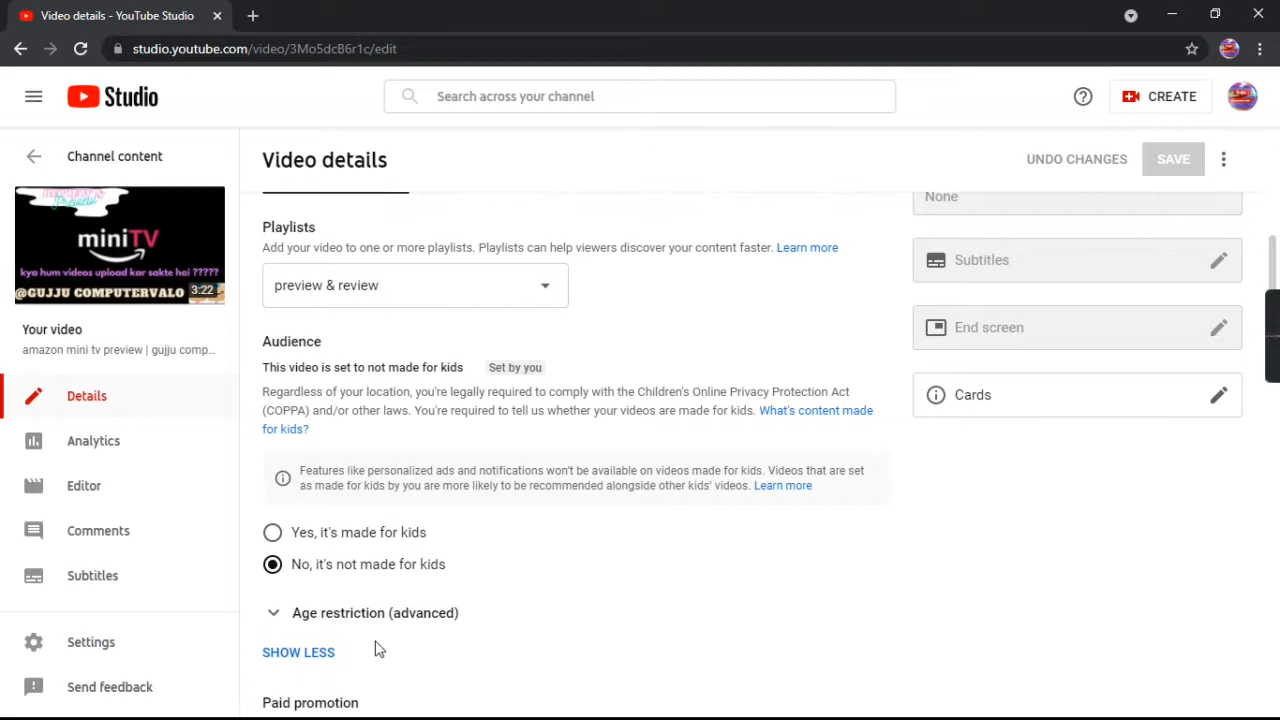 Video details - YouTube Studio
studio.youtube.com/video/3Mo5dcB6r1c/edit
Studio
Search across your channel
CREATE
Channel content
Video details
UNDO CHANGES
SAVE
Preview
miniTV
kya hum videos upload kar sakte hai ?????
@GUJJU COMPUTERVALO
3:22
Your video
amazon mini tv preview | gujju comp...
Details
Analytics
Editor
Comments
Subtitles
Settings
Send feedback
Playlists
Add your video to one or more playlists. Playlists can help viewers discover your content faster. Learn more
preview & review
Audience
This video is set to not made for kids Set by you
Regardless of your location, you're legally required to comply with the Children's Online Privacy Protection Act
(COPPA) and/or other laws. You're required to tell us whether your videos are made for kids. What's content made
for kids?
Features like personalized ads and notifications won't be available on videos made for kids. Videos that are set
as made for kids by you are more likely to be recommended alongside other kids' videos. Learn more
Yes, it's made for kids
No, it's not made for kids
Age restriction (advanced)
SHOW LESS
Paid promotion
None
Subtitles
End screen
Cards